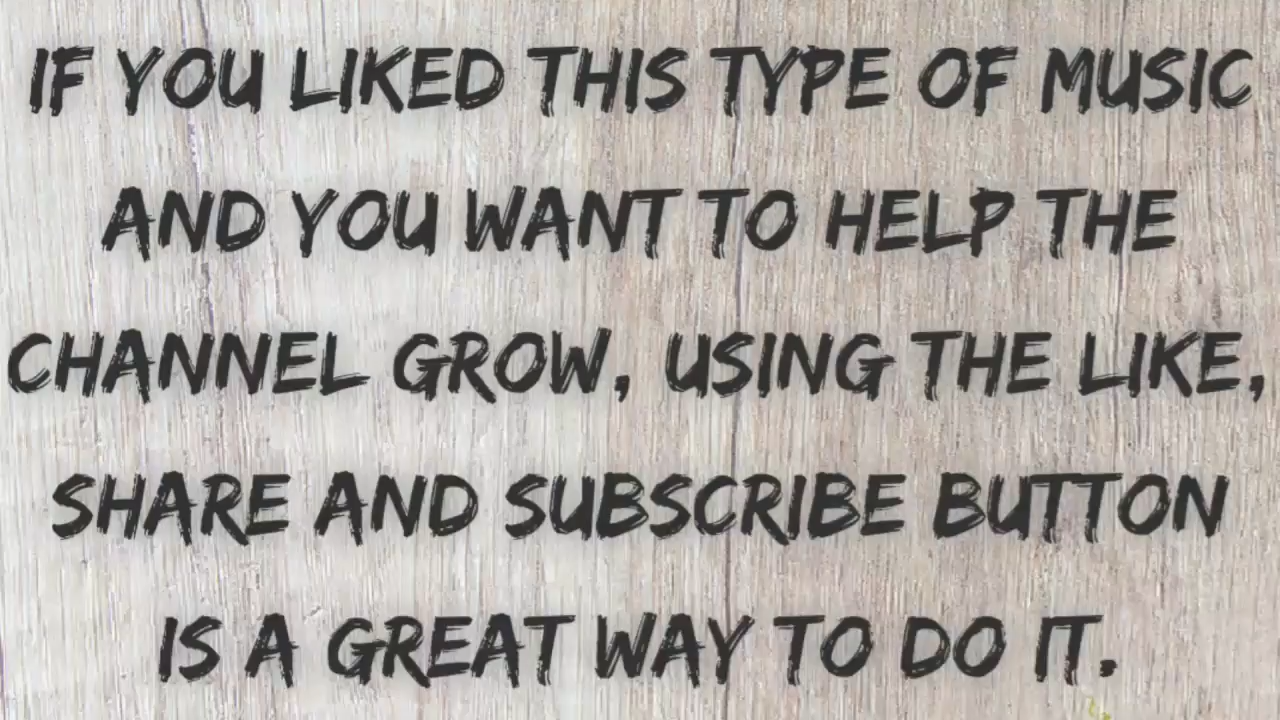 IF YOU LIKED THIS TYPE OF MUSIC
AND YOU WANT TO HELP THE
CHANNEL GROW, USING THE LIKE,
SHARE AND SUBSCRIBE BUTTON
IS A GREAT WAY TO DO IT.